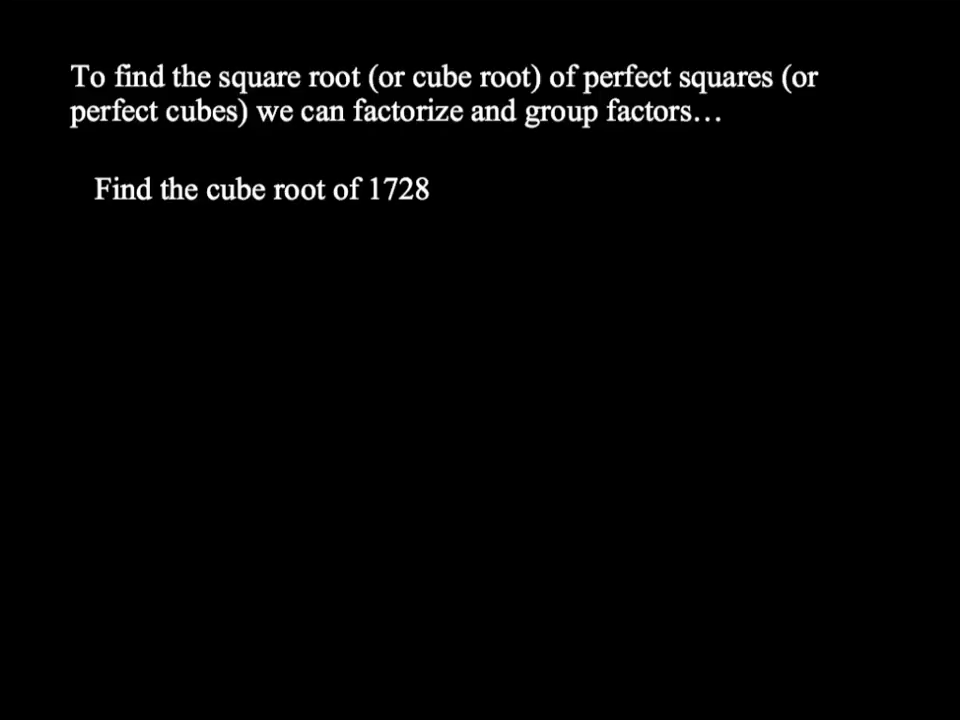 To find the square root (or cube root) of perfect squares (or
perfect cubes) we can factorize and group factors…
Find the cube root of 1728